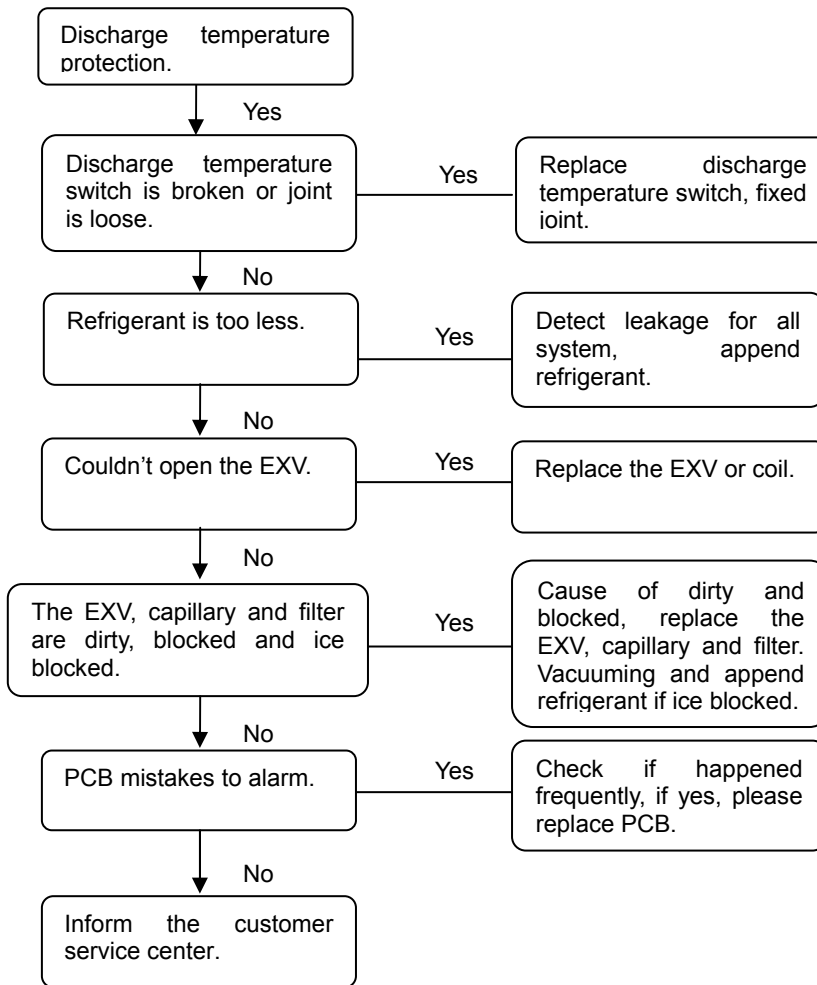 Discharge temperature
protection.
Yes
Discharge temperature
switch is broken or joint
is loose.
Yes
Replace discharge
temperature switch, fixed
joint.
No
Refrigerant is too less.
Yes
Detect leakage for all
system, append
refrigerant.
No
Couldn’t open the EXV.
Yes
Replace the EXV or coil.
No
The EXV, capillary and filter
are dirty, blocked and ice
blocked.
Yes
Cause of dirty and
blocked, replace the
EXV, capillary and filter.
Vacuuming and append
refrigerant if ice blocked.
No
PCB mistakes to alarm.
Yes
Check if happened
frequently, if yes, please
replace PCB.
No
Inform the customer
service center.